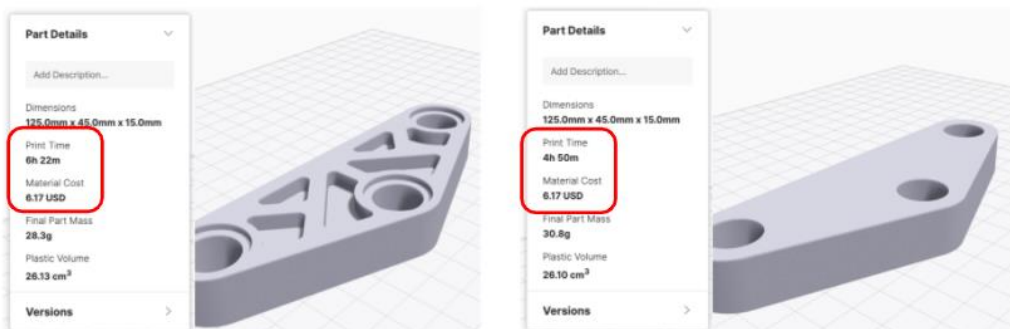 Part Details
Add Description...
Dimensions
125.0mm x 45.0mm x 15.0mm
Print Time
6h 22m
Material Cost
6.17 USD
Final Part Mass
28.3g
Plastic Volume
26.13 cm³
Versions
Part Details
Add Description...
Dimensions
125.0mm x 45.0mm x 15.0mm
Print Time
4h 50m
Material Cost
6.17 USD
Final Part Mass
30.8g
Plastic Volume
26.10 cm³
Versions